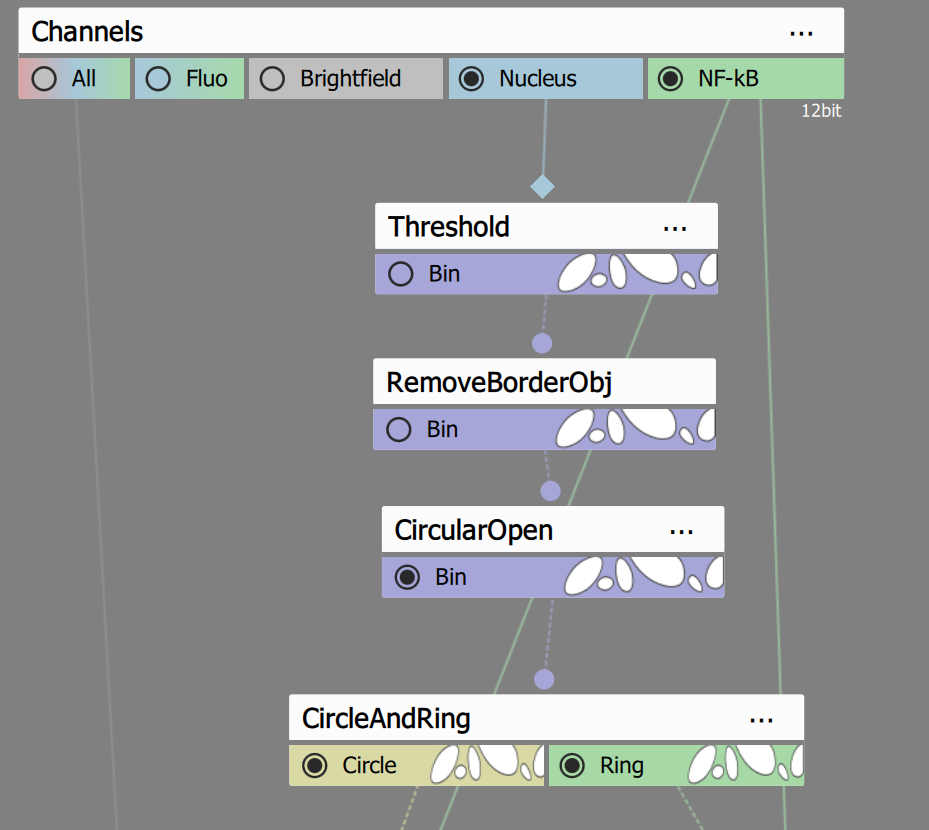 Channels ...
All Fluo Brightfield Nucleus NF-kB
12bit
Threshold ...
Bin
RemoveBorderObj
Bin
CircularOpen ...
Bin
CircleAndRing ...
Circle Ring